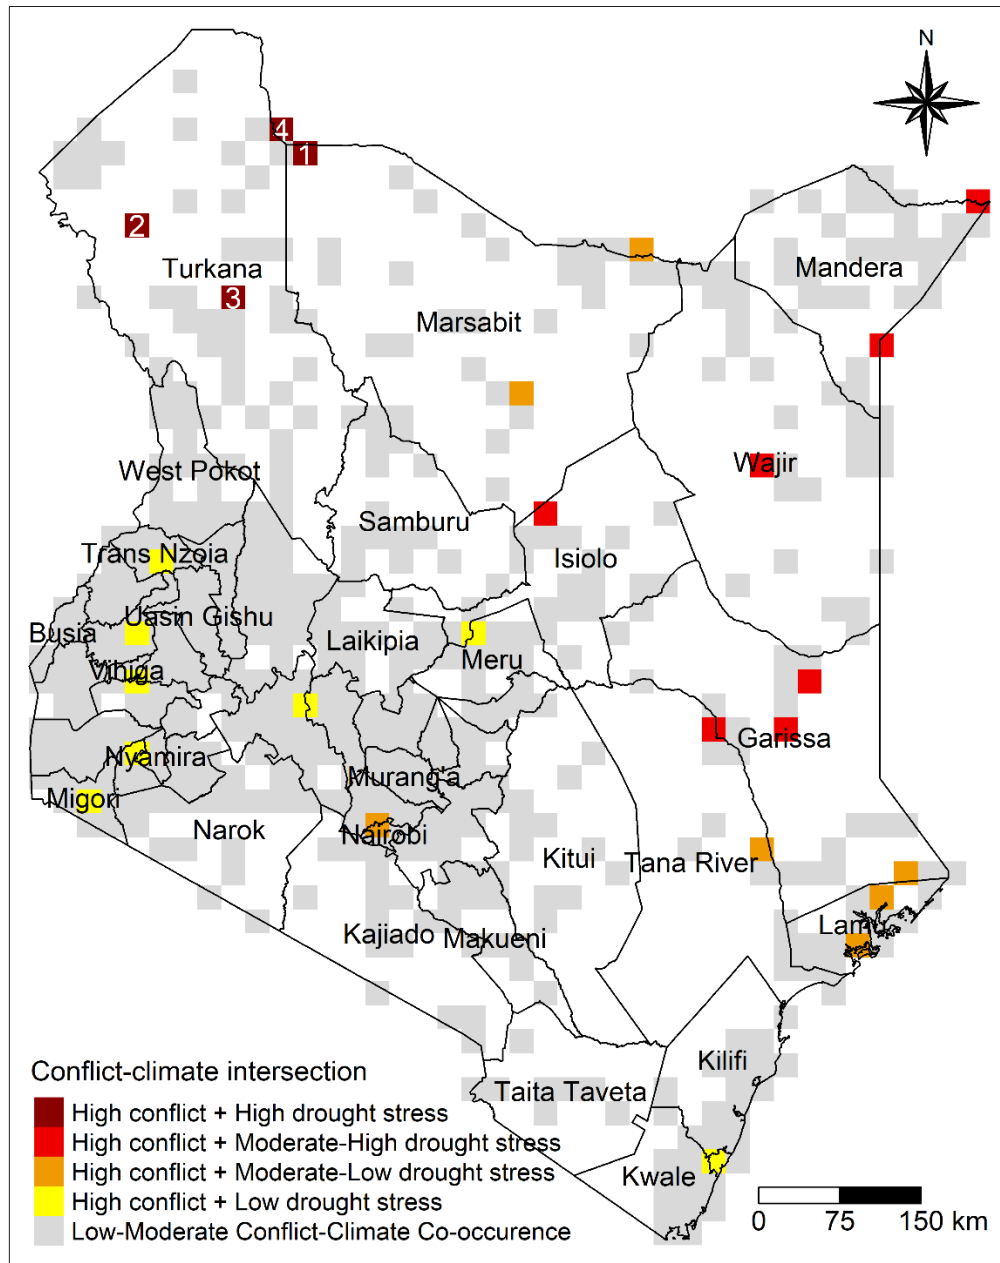 N
4
1
2
Turkana
Mandera
3
Marsabit
Wajir
West Pokot
Samburu
Isiolo
Trans Nzoia
Uasin Gishu
Busia
Laikipia
Meru
Vihiga
Garissa
Nyamira
Murang'a
Migori
Narok
Nairobi
Kitui
Tana River
Lamu
Kajiado
Makueni
Kilifi
Taita Taveta
Kwale
Conflict-climate intersection
High conflict + High drought stress
High conflict + Moderate-High drought stress
High conflict + Moderate-Low drought stress
High conflict + Low drought stress
Low-Moderate Conflict-Climate Co-occurence
0 75 150 km